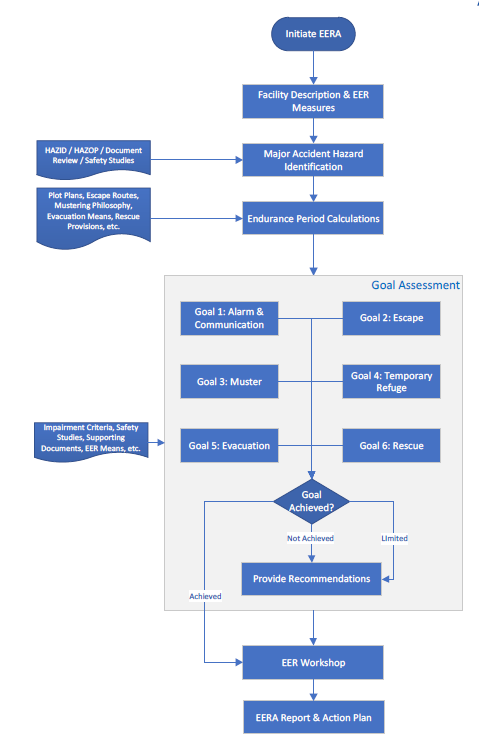 Initiate EERA
Facility Description & EER
Measures
HAZID / HAZOP / Document
Review / Safety Studies
Major Accident Hazard
Identification
Plot Plans, Escape Routes,
Mustering Philosophy,
Evacuation Means, Rescue
Provisions, etc.
Endurance Period Calculations
Goal Assessment
Goal 1: Alarm &
Communication
Goal 2: Escape
Goal 3: Muster
Goal 4: Temporary
Refuge
Impairment Criteria, Safety
Studies, Supporting
Documents, EER Means, etc.
Goal 5: Evacuation
Goal 6: Rescue
Goal
Achieved?
Not Achieved
LImited
Provide Recommendations
Achieved
EER Workshop
EERA Report & Action Plan